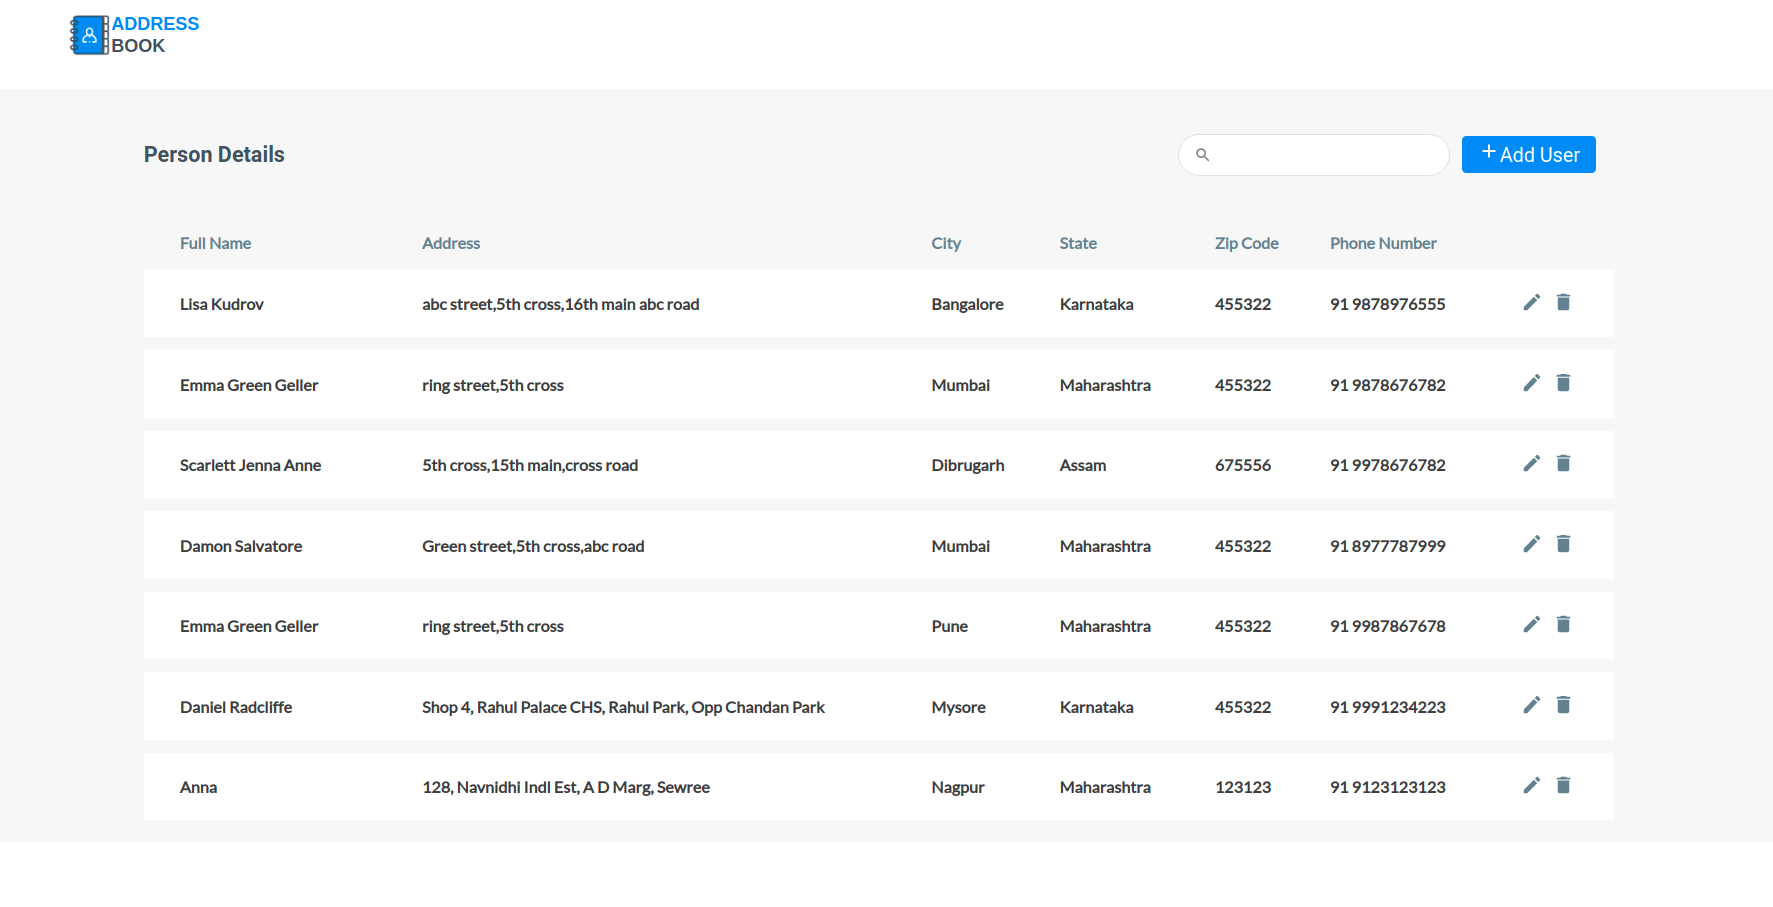 ADDRESS
BOOK
Person Details
+ Add User
Full Name Address City State Zip Code Phone Number
Lisa Kudrov abc street,5th cross,16th main abc road Bangalore Karnataka 455322 91 9878976555
Emma Green Geller ring street,5th cross Mumbai Maharashtra 455322 91 9878676782
Scarlett Jenna Anne 5th cross,15th main,cross road Dibrugarh Assam 675556 91 9978676782
Damon Salvatore Green street,5th cross,abc road Mumbai Maharashtra 455322 91 8977787999
Emma Green Geller ring street,5th cross Pune Maharashtra 455322 91 9987867678
Daniel Radcliffe Shop 4, Rahul Palace CHS, Rahul Park, Opp Chandan Park Mysore Karnataka 455322 91 9991234223
Anna 128, Navnidhi Indl Est, A D Marg, Sewree Nagpur Maharashtra 123123 91 9123123123